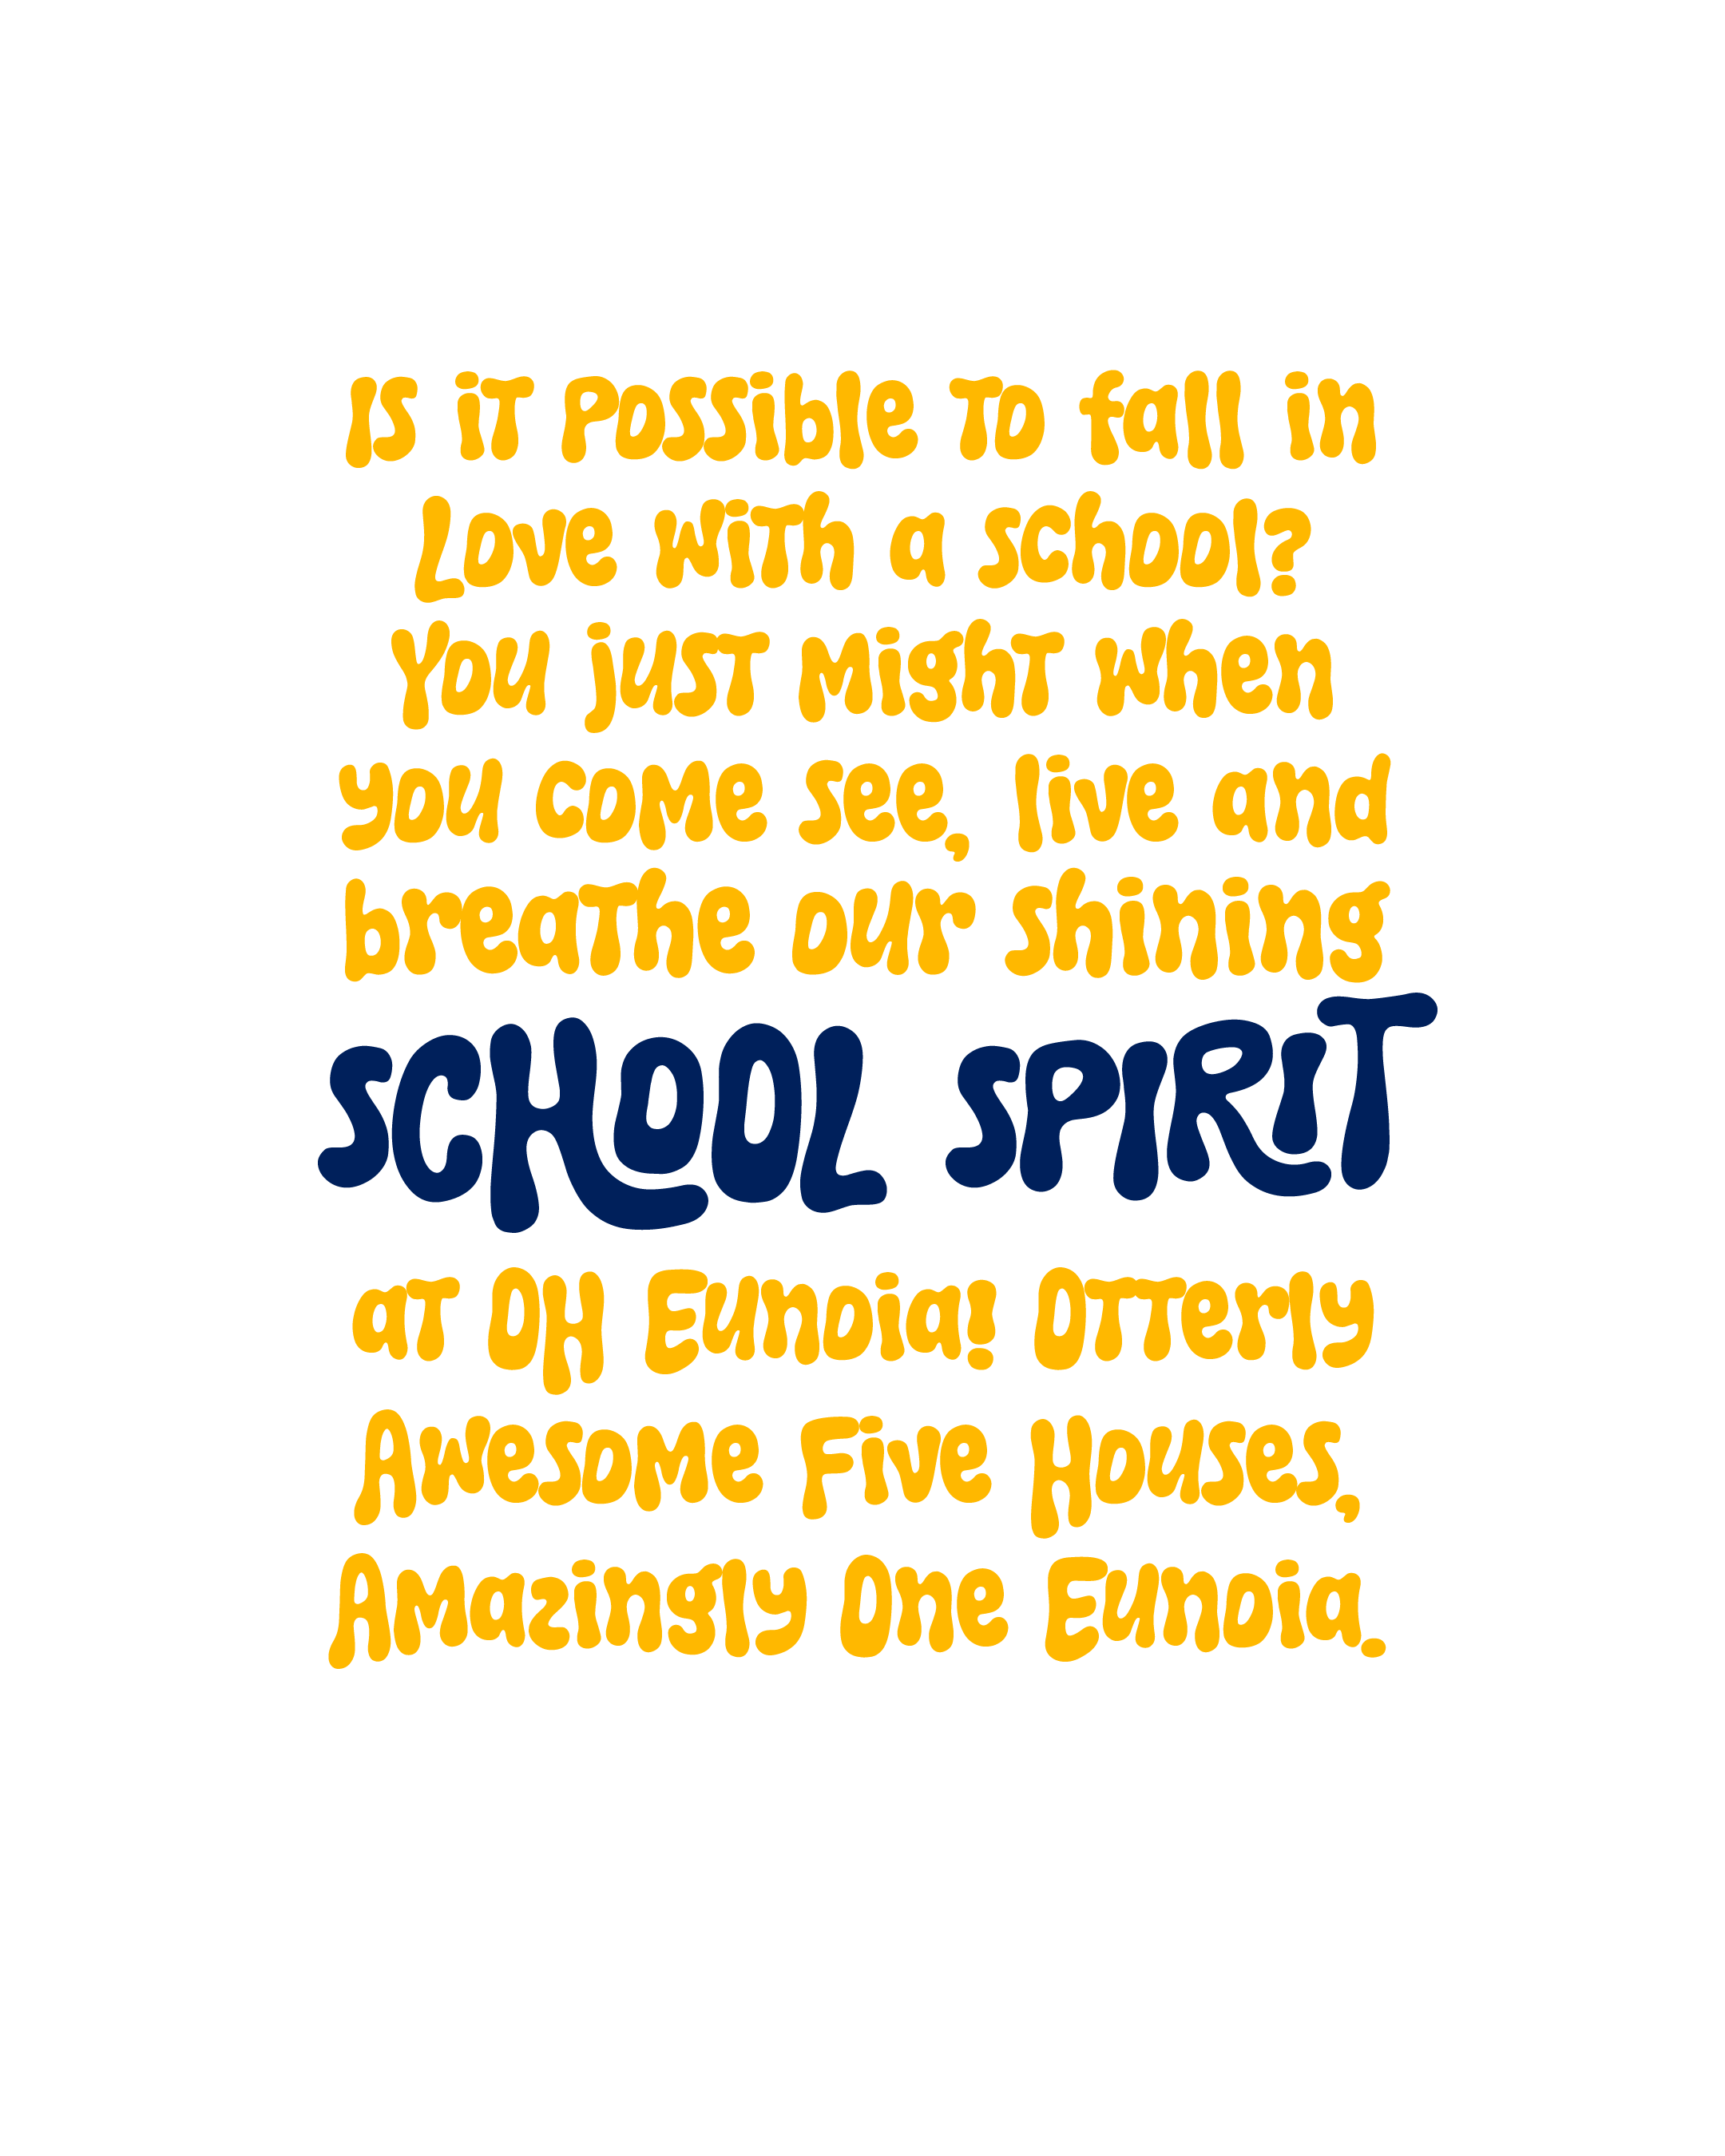 Is it possible to fall in
Love with a school?
You just might when
you come see, live and
breathe our shining
SCHOOL SPIRIT
at OH Eunoia! Otterly
Awesome Five Houses,
Amazingly One Eunoia.